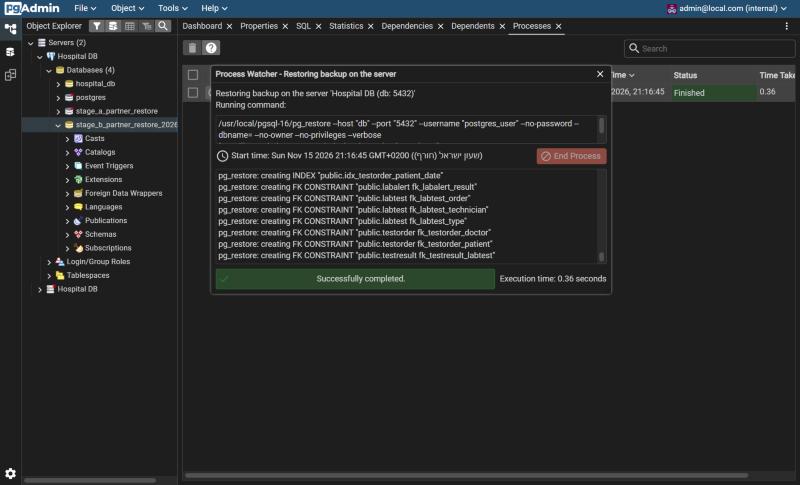 pgAdmin File Object Tools Help admin@local.com (internal)
Object Explorer Dashboard Properties SQL Statistics Dependencies Dependents Processes
Servers (2)
Hospital DB
Databases (4)
hospital_db
postgres
stage_a_partner_restore
stage_b_partner_restore_2026
Casts
Catalogs
Event Triggers
Extensions
Foreign Data Wrappers
Languages
Publications
Schemas
Subscriptions
Login/Group Roles
Tablespaces
Hospital DB
Search
Status Time Take
2026, 21:16:45 Finished 0.36
Process Watcher - Restoring backup on the server
Restoring backup on the server 'Hospital DB (db: 5432)'
Running command:
/usr/local/pgsql-16/pg_restore --host "db" --port "5432" --username "postgres_user" --no-password --
dbname= --no-owner --no-privileges --verbose
Start time: Sun Nov 15 2026 21:16:45 GMT+0200 (שעון ישראל (חורף))
End Process
pg_restore: creating INDEX "public.idx_testorder_patient_date"
pg_restore: creating FK CONSTRAINT "public.labalert fk_labalert_result"
pg_restore: creating FK CONSTRAINT "public.labtest fk_labtest_order"
pg_restore: creating FK CONSTRAINT "public.labtest fk_labtest_technician"
pg_restore: creating FK CONSTRAINT "public.labtest fk_labtest_type"
pg_restore: creating FK CONSTRAINT "public.testorder fk_testorder_doctor"
pg_restore: creating FK CONSTRAINT "public.testorder fk_testorder_patient"
pg_restore: creating FK CONSTRAINT "public.testresult fk_testresult_labtest"
Successfully completed.
Execution time: 0.36 seconds